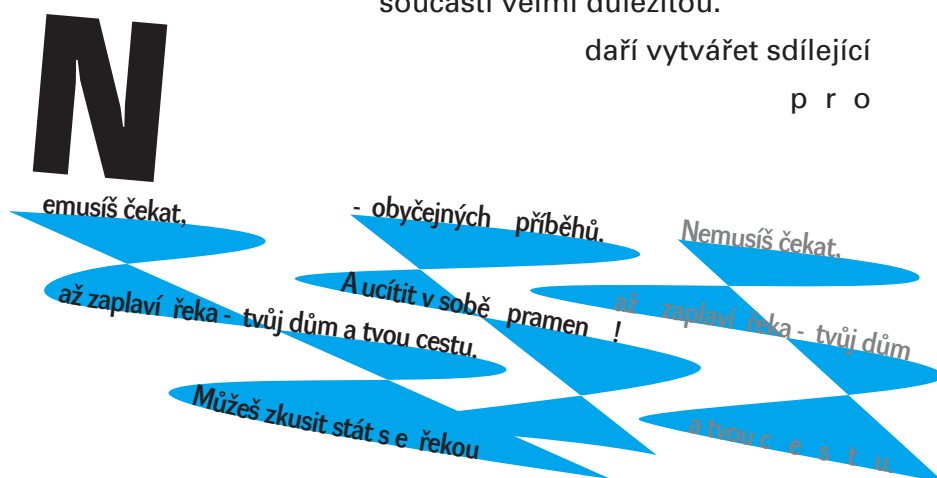 součástí velmi důležitou.
daří vytvářet sdílející
p r o
N
emusíš čekat,
až zaplaví řeka - tvůj dům a tvou cestu.
Můžeš zkusit stát s e řekou
- obyčejných příběhů.
A ucítit v sobě pramen !
Nemusíš čekat,
až zaplaví řeka - tvůj dům
a tvou c e s t u.